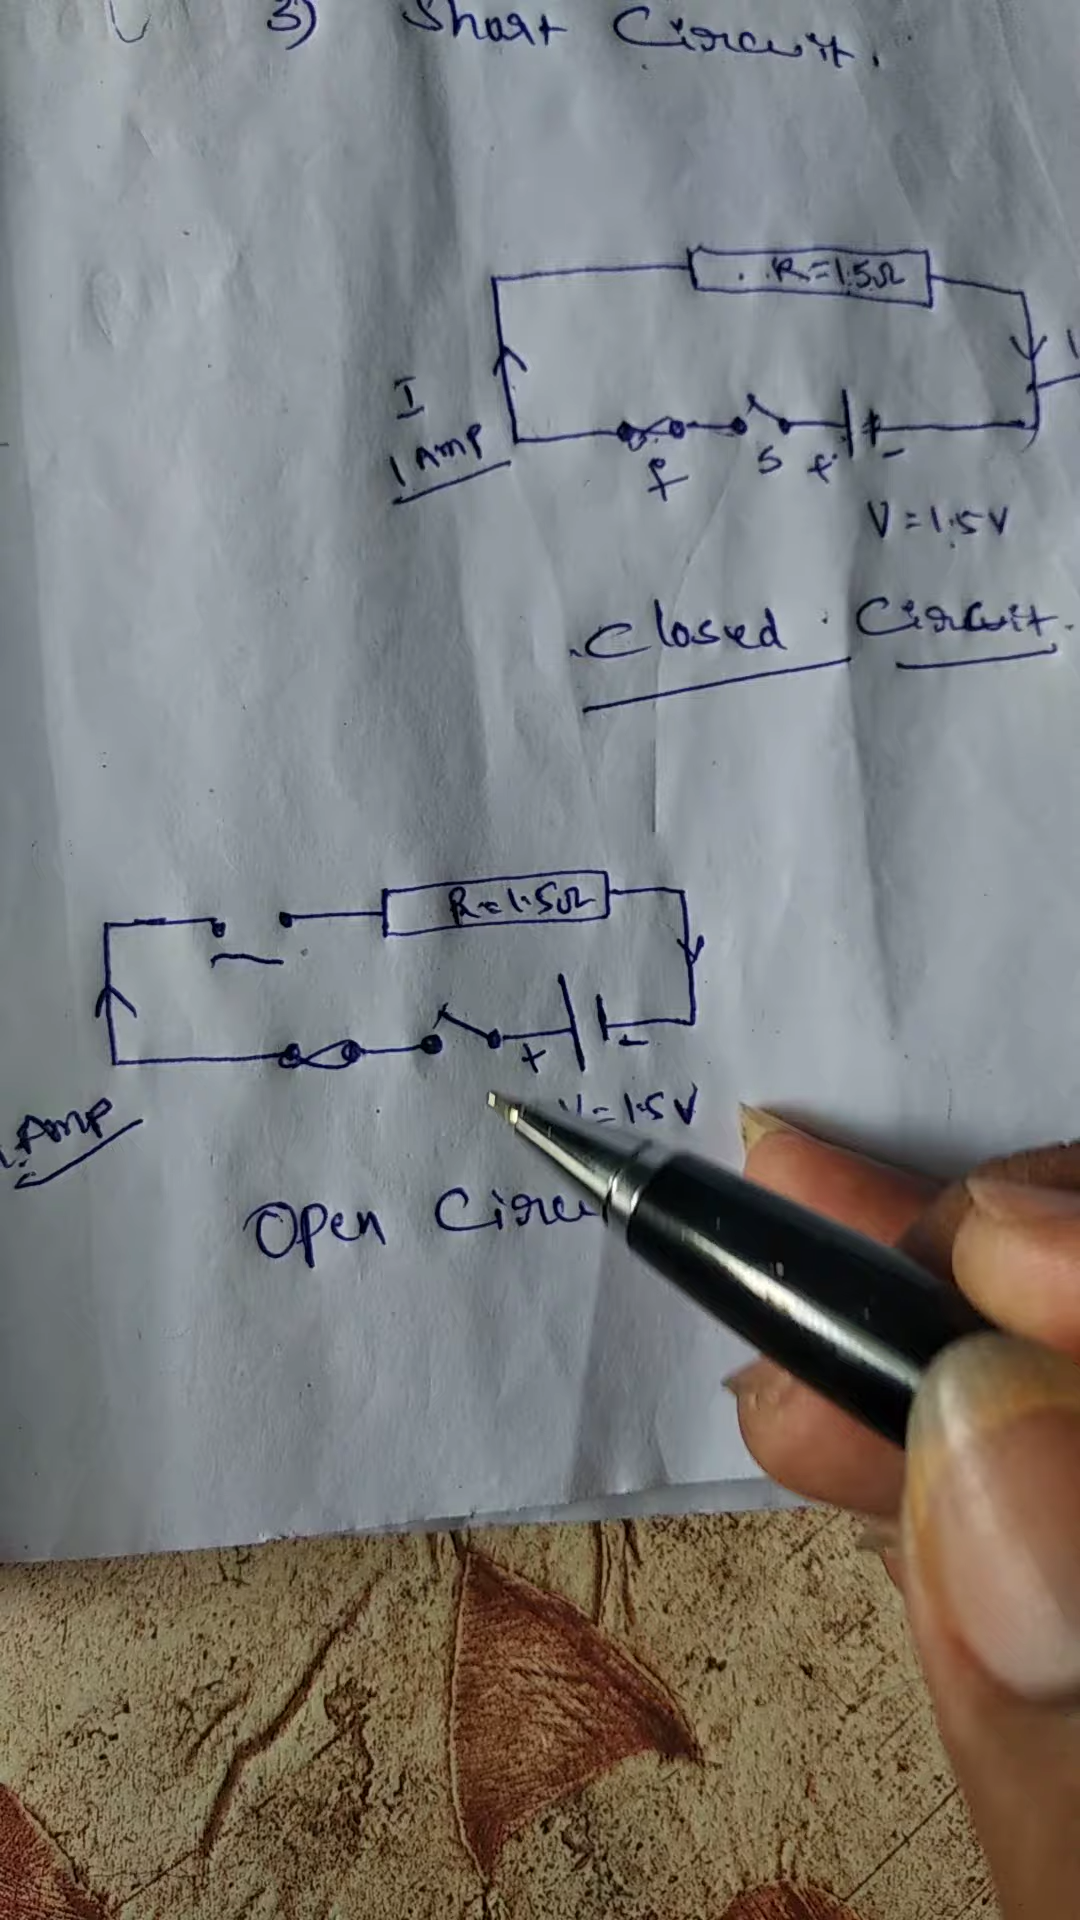 3) Short Circuit.
R=1.5Ω
I
1 AMP
f S + -
V=1.5V
Closed Circuit.
R=1.5Ω
+ -
V=1.5V
AMP
Open